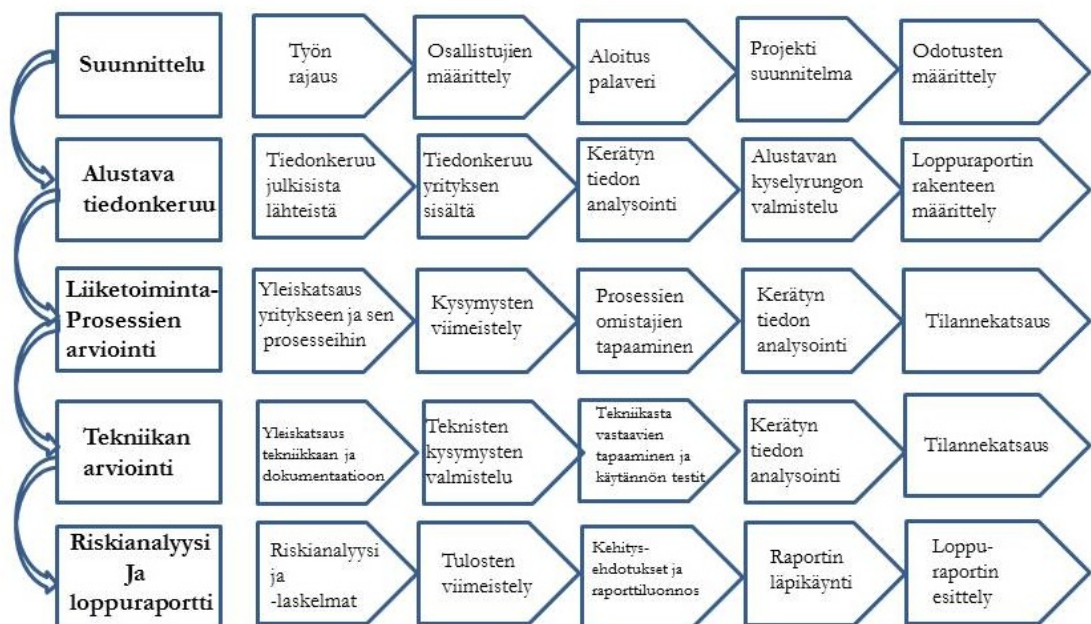 Suunnittelu
Työn
rajaus
Osallistujien
määrittely
Aloitus
palaveri
Projekti
suunnitelma
Odotusten
määrittely
Alustava
tiedonkeruu
Tiedonkeruu
julkisista
lähteistä
Tiedonkeruu
yrityksen
sisältä
Kerätyn
tiedon
analysointi
Alustavan
kyselyrungon
valmistelu
Loppuraportin
rakenteen
määrittely
Liiketoiminta-
Prosessien
arviointi
Yleiskatsaus
yritykseen ja sen
prosesseihin
Kysymysten
viimeistely
Prosessien
omistajien
tapaaminen
Kerätyn
tiedon
analysointi
Tilannekatsaus
Tekniikan
arviointi
Yleiskatsaus
tekniikkaan ja
dokumentaatioon
Teknisten
kysymysten
valmistelu
Tekniikasta
vastaavien
tapaaminen ja
käytännön testit
Kerätyn
tiedon
analysointi
Tilannekatsaus
Riskianalyysi
Ja
loppuraportti
Riskianalyysi
ja
-laskelmat
Tulosten
viimeistely
Kehitys-
ehdotukset ja
raporttiluonnos
Raportin
läpikäynti
Loppu-
raportin
esittely